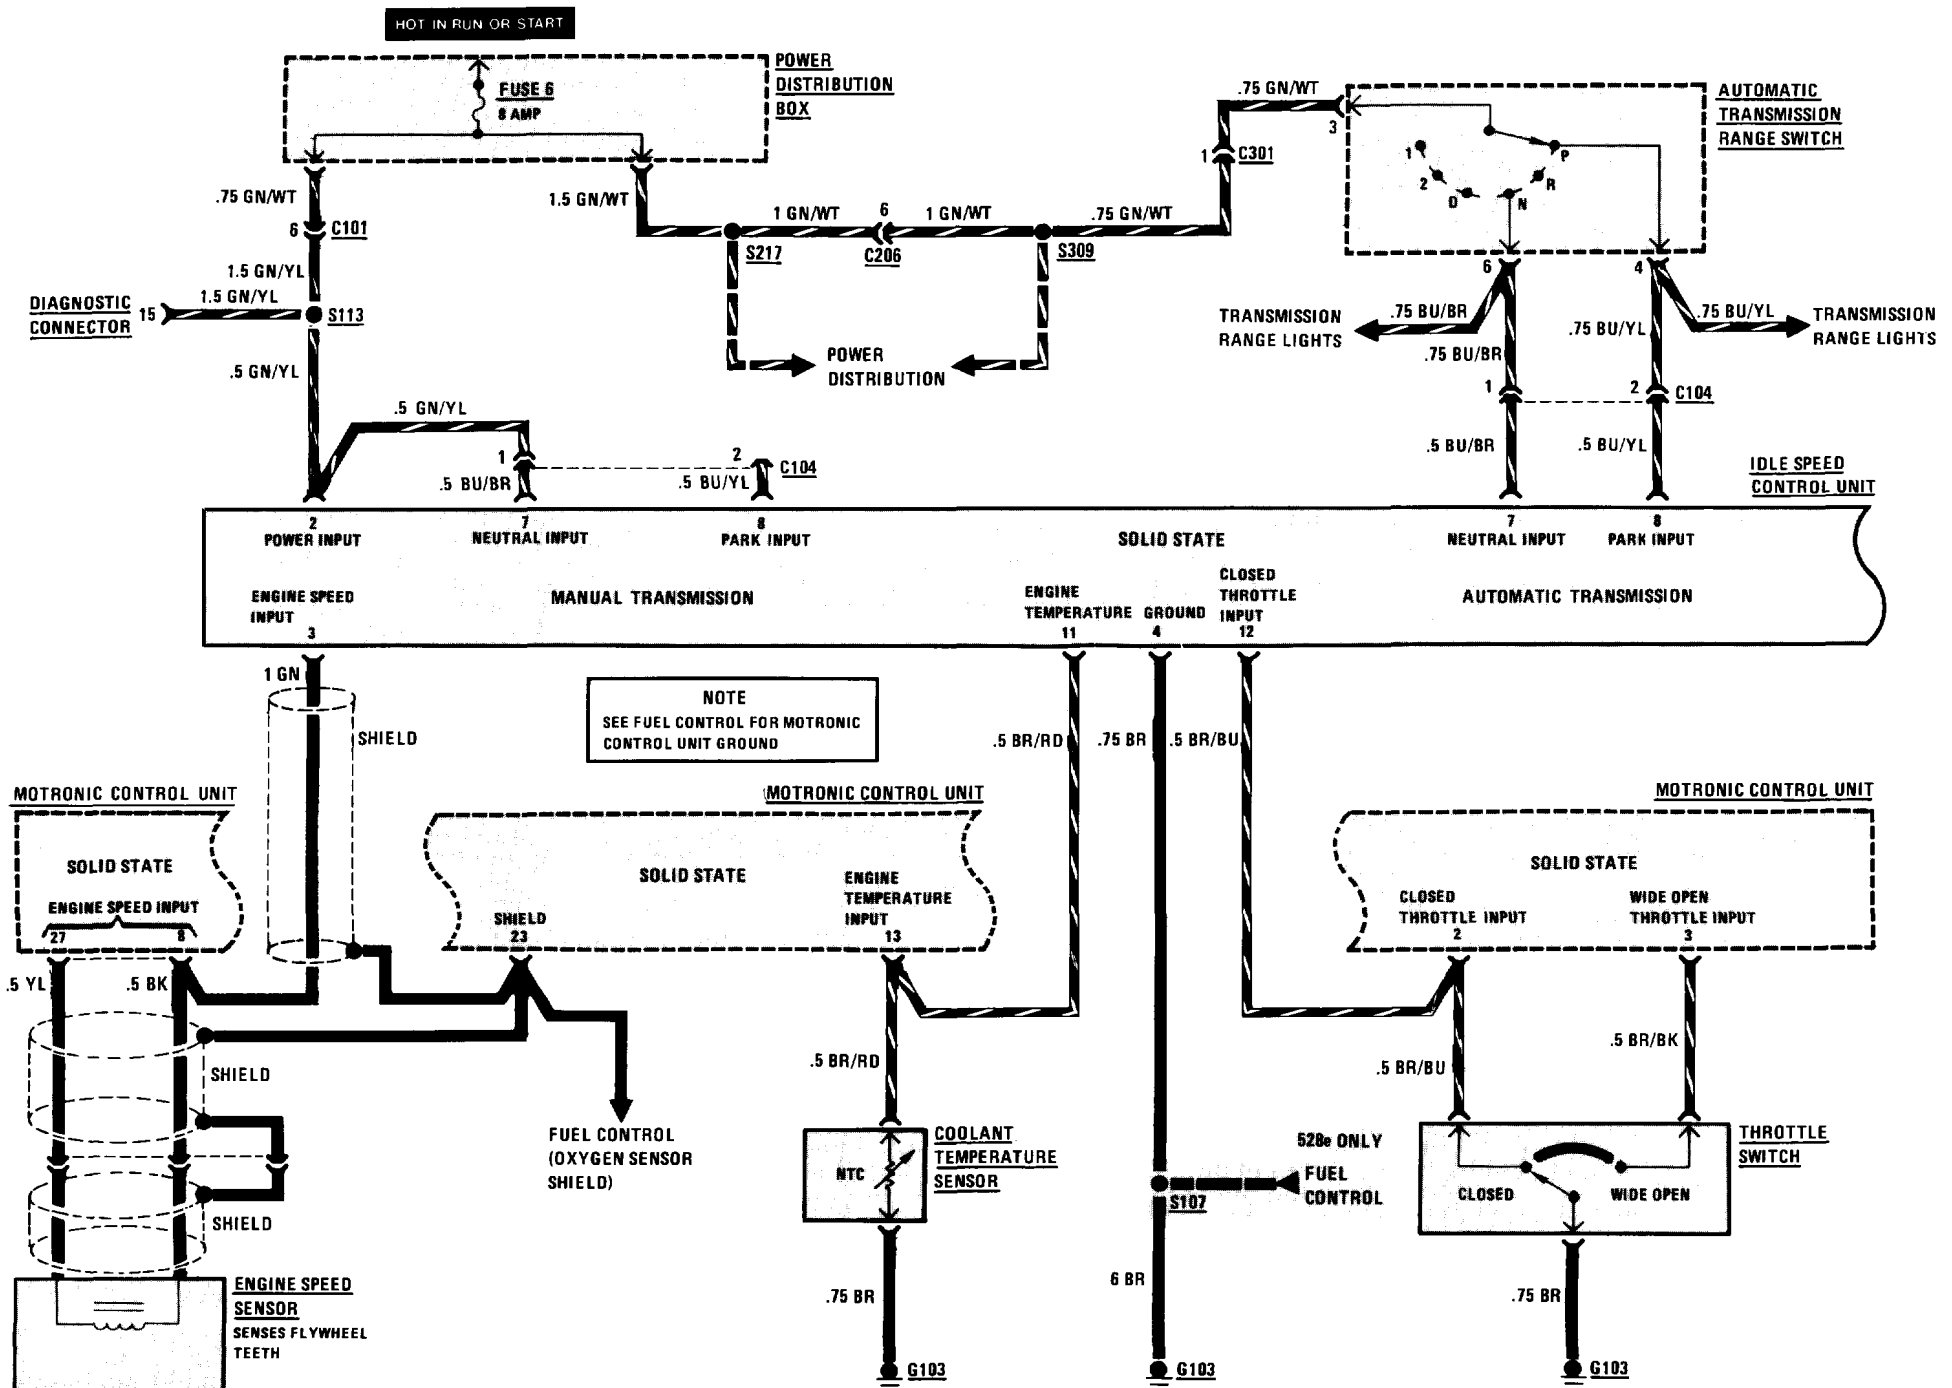 HOT IN RUN OR START
POWER
DISTRIBUTION
BOX
FUSE 6
8 AMP
.75 GN/WT
1.5 GN/WT
6 C101
1.5 GN/YL
1.5 GN/YL
DIAGNOSTIC
CONNECTOR
15
S113
.5 GN/YL
.5 GN/YL
1
.5 BU/BR
2
C104
.5 BU/YL
1 GN/WT
6
1 GN/WT
.75 GN/WT
S217
C206
S309
POWER
DISTRIBUTION
.75 GN/WT
3
1 C301
AUTOMATIC
TRANSMISSION
RANGE SWITCH
1
2
D
N
R
P
6
4
TRANSMISSION
RANGE LIGHTS
.75 BU/BR
.75 BU/BR
.75 BU/YL
.75 BU/YL
TRANSMISSION
RANGE LIGHTS
1
2
C104
.5 BU/BR
.5 BU/YL
IDLE SPEED
CONTROL UNIT
2
POWER INPUT
7
NEUTRAL INPUT
8
PARK INPUT
SOLID STATE
7
NEUTRAL INPUT
8
PARK INPUT
ENGINE SPEED
INPUT
3
MANUAL TRANSMISSION
ENGINE
TEMPERATURE
11
GROUND
4
CLOSED
THROTTLE
INPUT
12
AUTOMATIC TRANSMISSION
1 GN
SHIELD
NOTE
SEE FUEL CONTROL FOR MOTRONIC
CONTROL UNIT GROUND
.5 BR/RD
.75 BR
.5 BR/BU
MOTRONIC CONTROL UNIT
SOLID STATE
ENGINE SPEED INPUT
27
8
.5 YL
.5 BK
MOTRONIC CONTROL UNIT
SOLID STATE
SHIELD
23
ENGINE
TEMPERATURE
INPUT
13
MOTRONIC CONTROL UNIT
SOLID STATE
CLOSED
THROTTLE INPUT
2
WIDE OPEN
THROTTLE INPUT
3
SHIELD
SHIELD
FUEL CONTROL
(OXYGEN SENSOR
SHIELD)
.5 BR/RD
NTC
COOLANT
TEMPERATURE
SENSOR
.5 BR/BU
.5 BR/BK
528e ONLY
FUEL
CONTROL
S107
CLOSED
WIDE OPEN
THROTTLE
SWITCH
ENGINE SPEED
SENSOR
SENSES FLYWHEEL
TEETH
.75 BR
6 BR
.75 BR
G103
G103
G103